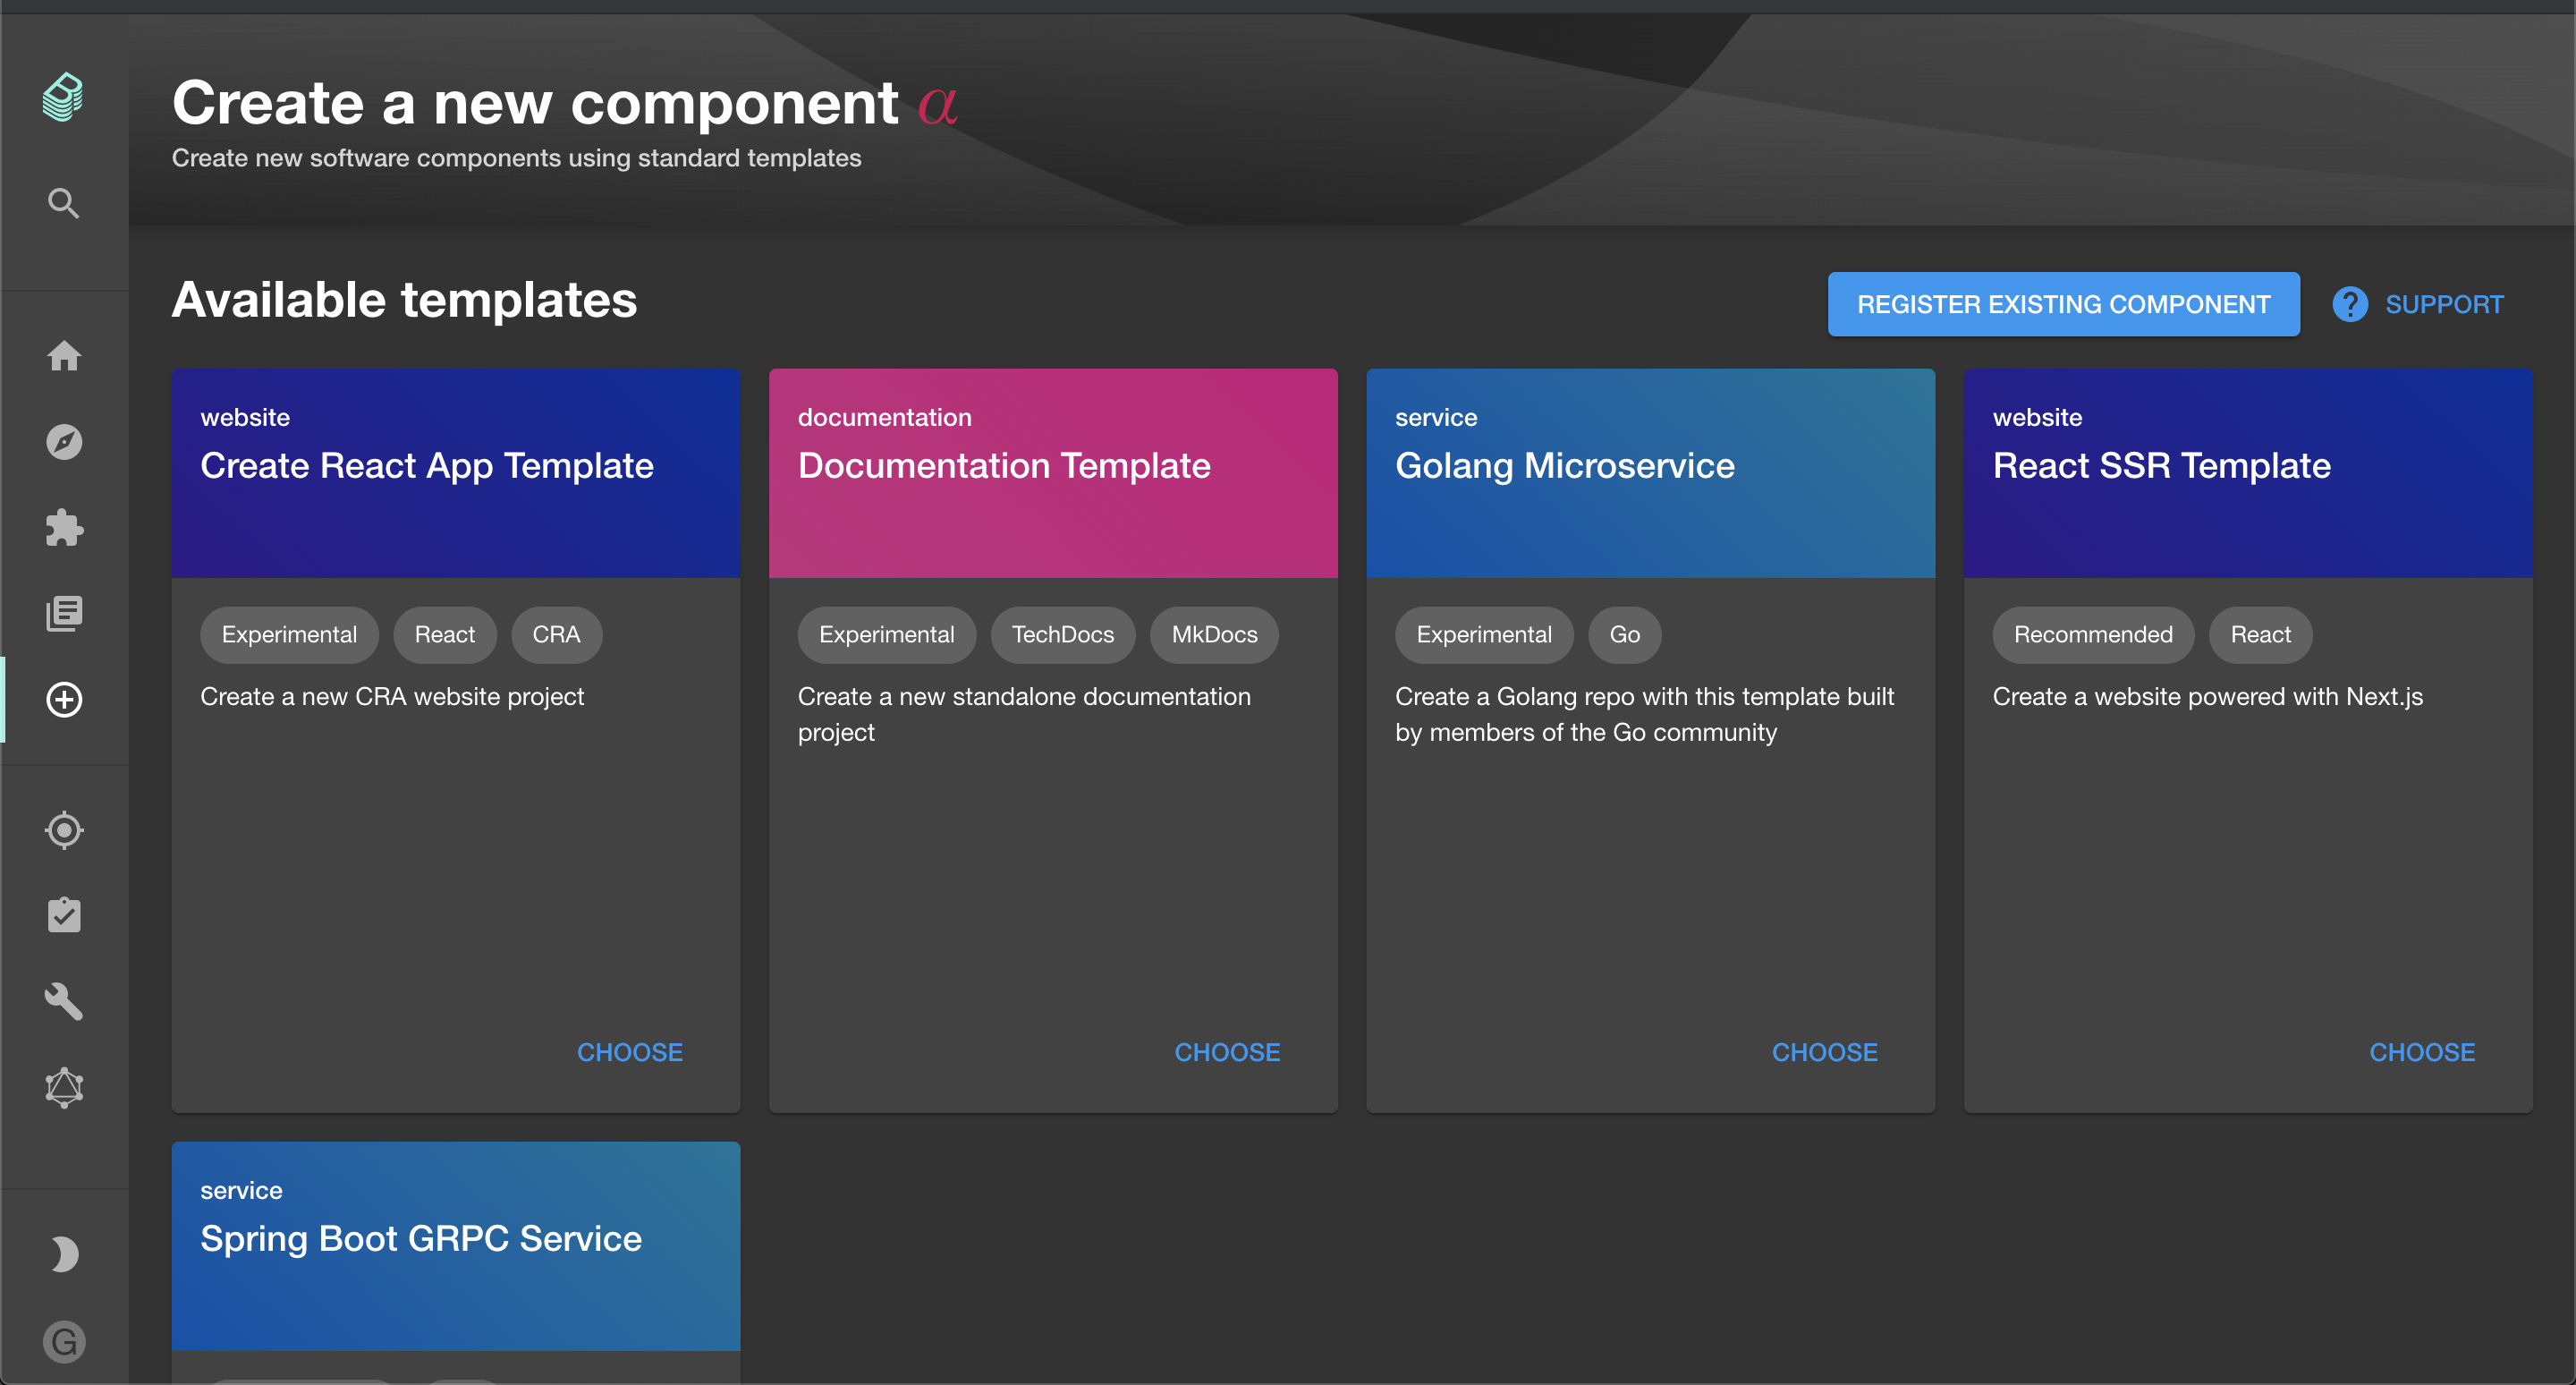 Create a new component α
Create new software components using standard templates
Available templates
REGISTER EXISTING COMPONENT
SUPPORT
website
Create React App Template
Experimental
React
CRA
Create a new CRA website project
CHOOSE
documentation
Documentation Template
Experimental
TechDocs
MkDocs
Create a new standalone documentation
project
CHOOSE
service
Golang Microservice
Experimental
Go
Create a Golang repo with this template built
by members of the Go community
CHOOSE
website
React SSR Template
Recommended
React
Create a website powered with Next.js
CHOOSE
service
Spring Boot GRPC Service
G